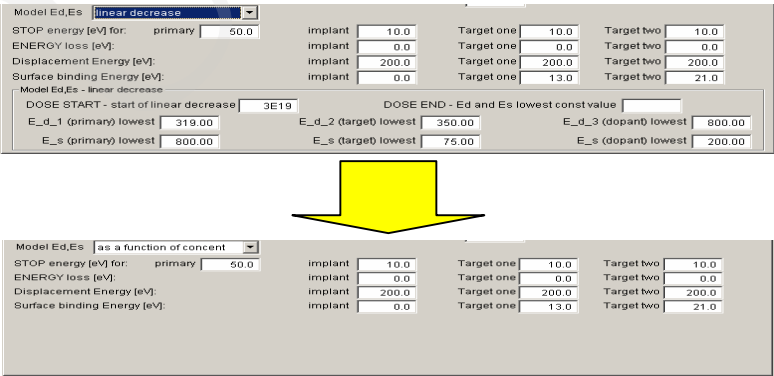 Model Ed,Es linear decrease
STOP energy [eV] for: primary 50.0 implant 10.0 Target one 10.0 Target two 10.0
ENERGY loss [eV]: implant 0.0 Target one 0.0 Target two 0.0
Displacement Energy [eV]: implant 200.0 Target one 200.0 Target two 200.0
Surface binding Energy [eV]: implant 0.0 Target one 13.0 Target two 21.0
Model Ed,Es - linear decrease
DOSE START - start of linear decrease 3E19 DOSE END - Ed and Es lowest const value
E_d_1 (primary) lowest 319.00 E_d_2 (target) lowest 350.00 E_d_3 (dopant) lowest 800.00
E_s (primary) lowest 800.00 E_s (target) lowest 75.00 E_s (dopant) lowest 200.00
Model Ed,Es as a function of concent
STOP energy [eV] for: primary 50.0 implant 10.0 Target one 10.0 Target two 10.0
ENERGY loss [eV]: implant 0.0 Target one 0.0 Target two 0.0
Displacement Energy [eV]: implant 200.0 Target one 200.0 Target two 200.0
Surface binding Energy [eV]: implant 0.0 Target one 13.0 Target two 21.0